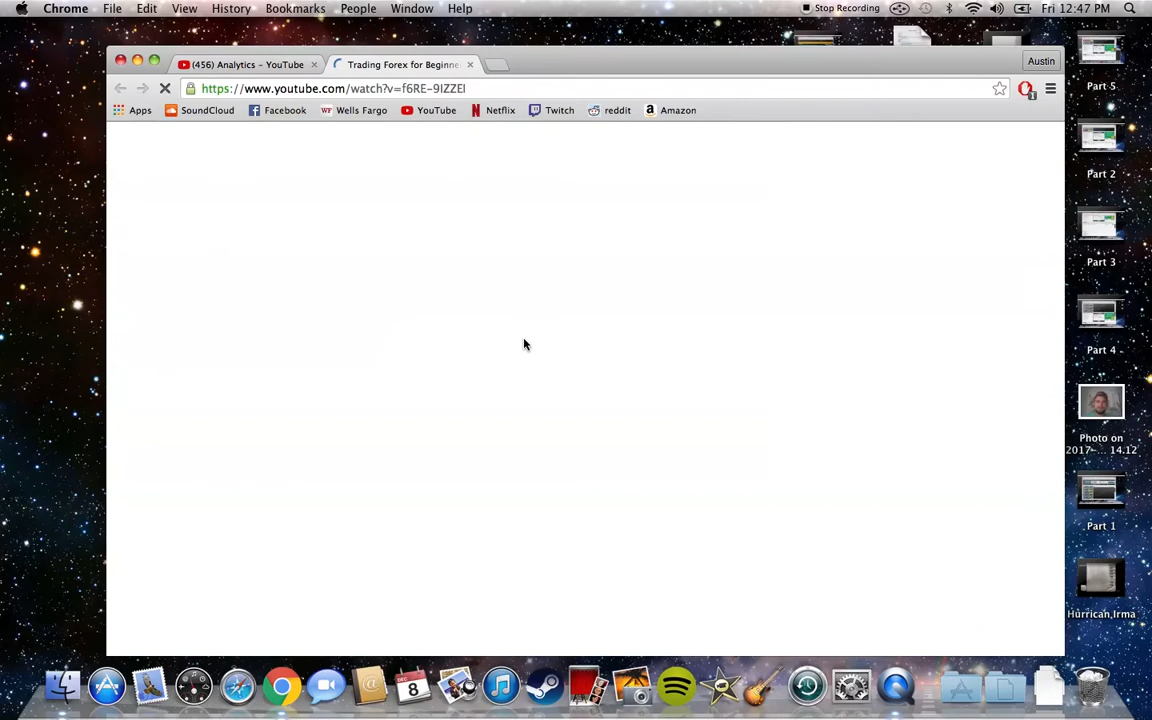 Chrome File Edit View History Bookmarks People Window Help Stop Recording Fri 12:47 PM
(456) Analytics - YouTube Trading Forex for Beginne Austin
https://www.youtube.com/watch?v=f6RE-9IZZEI
Apps SoundCloud Facebook Wells Fargo YouTube Netflix Twitch reddit Amazon
Part 5
Part 2
Part 3
Part 4
Photo on
2017-... 14.12
Part 1
Hurrican,Irma
DEC
8